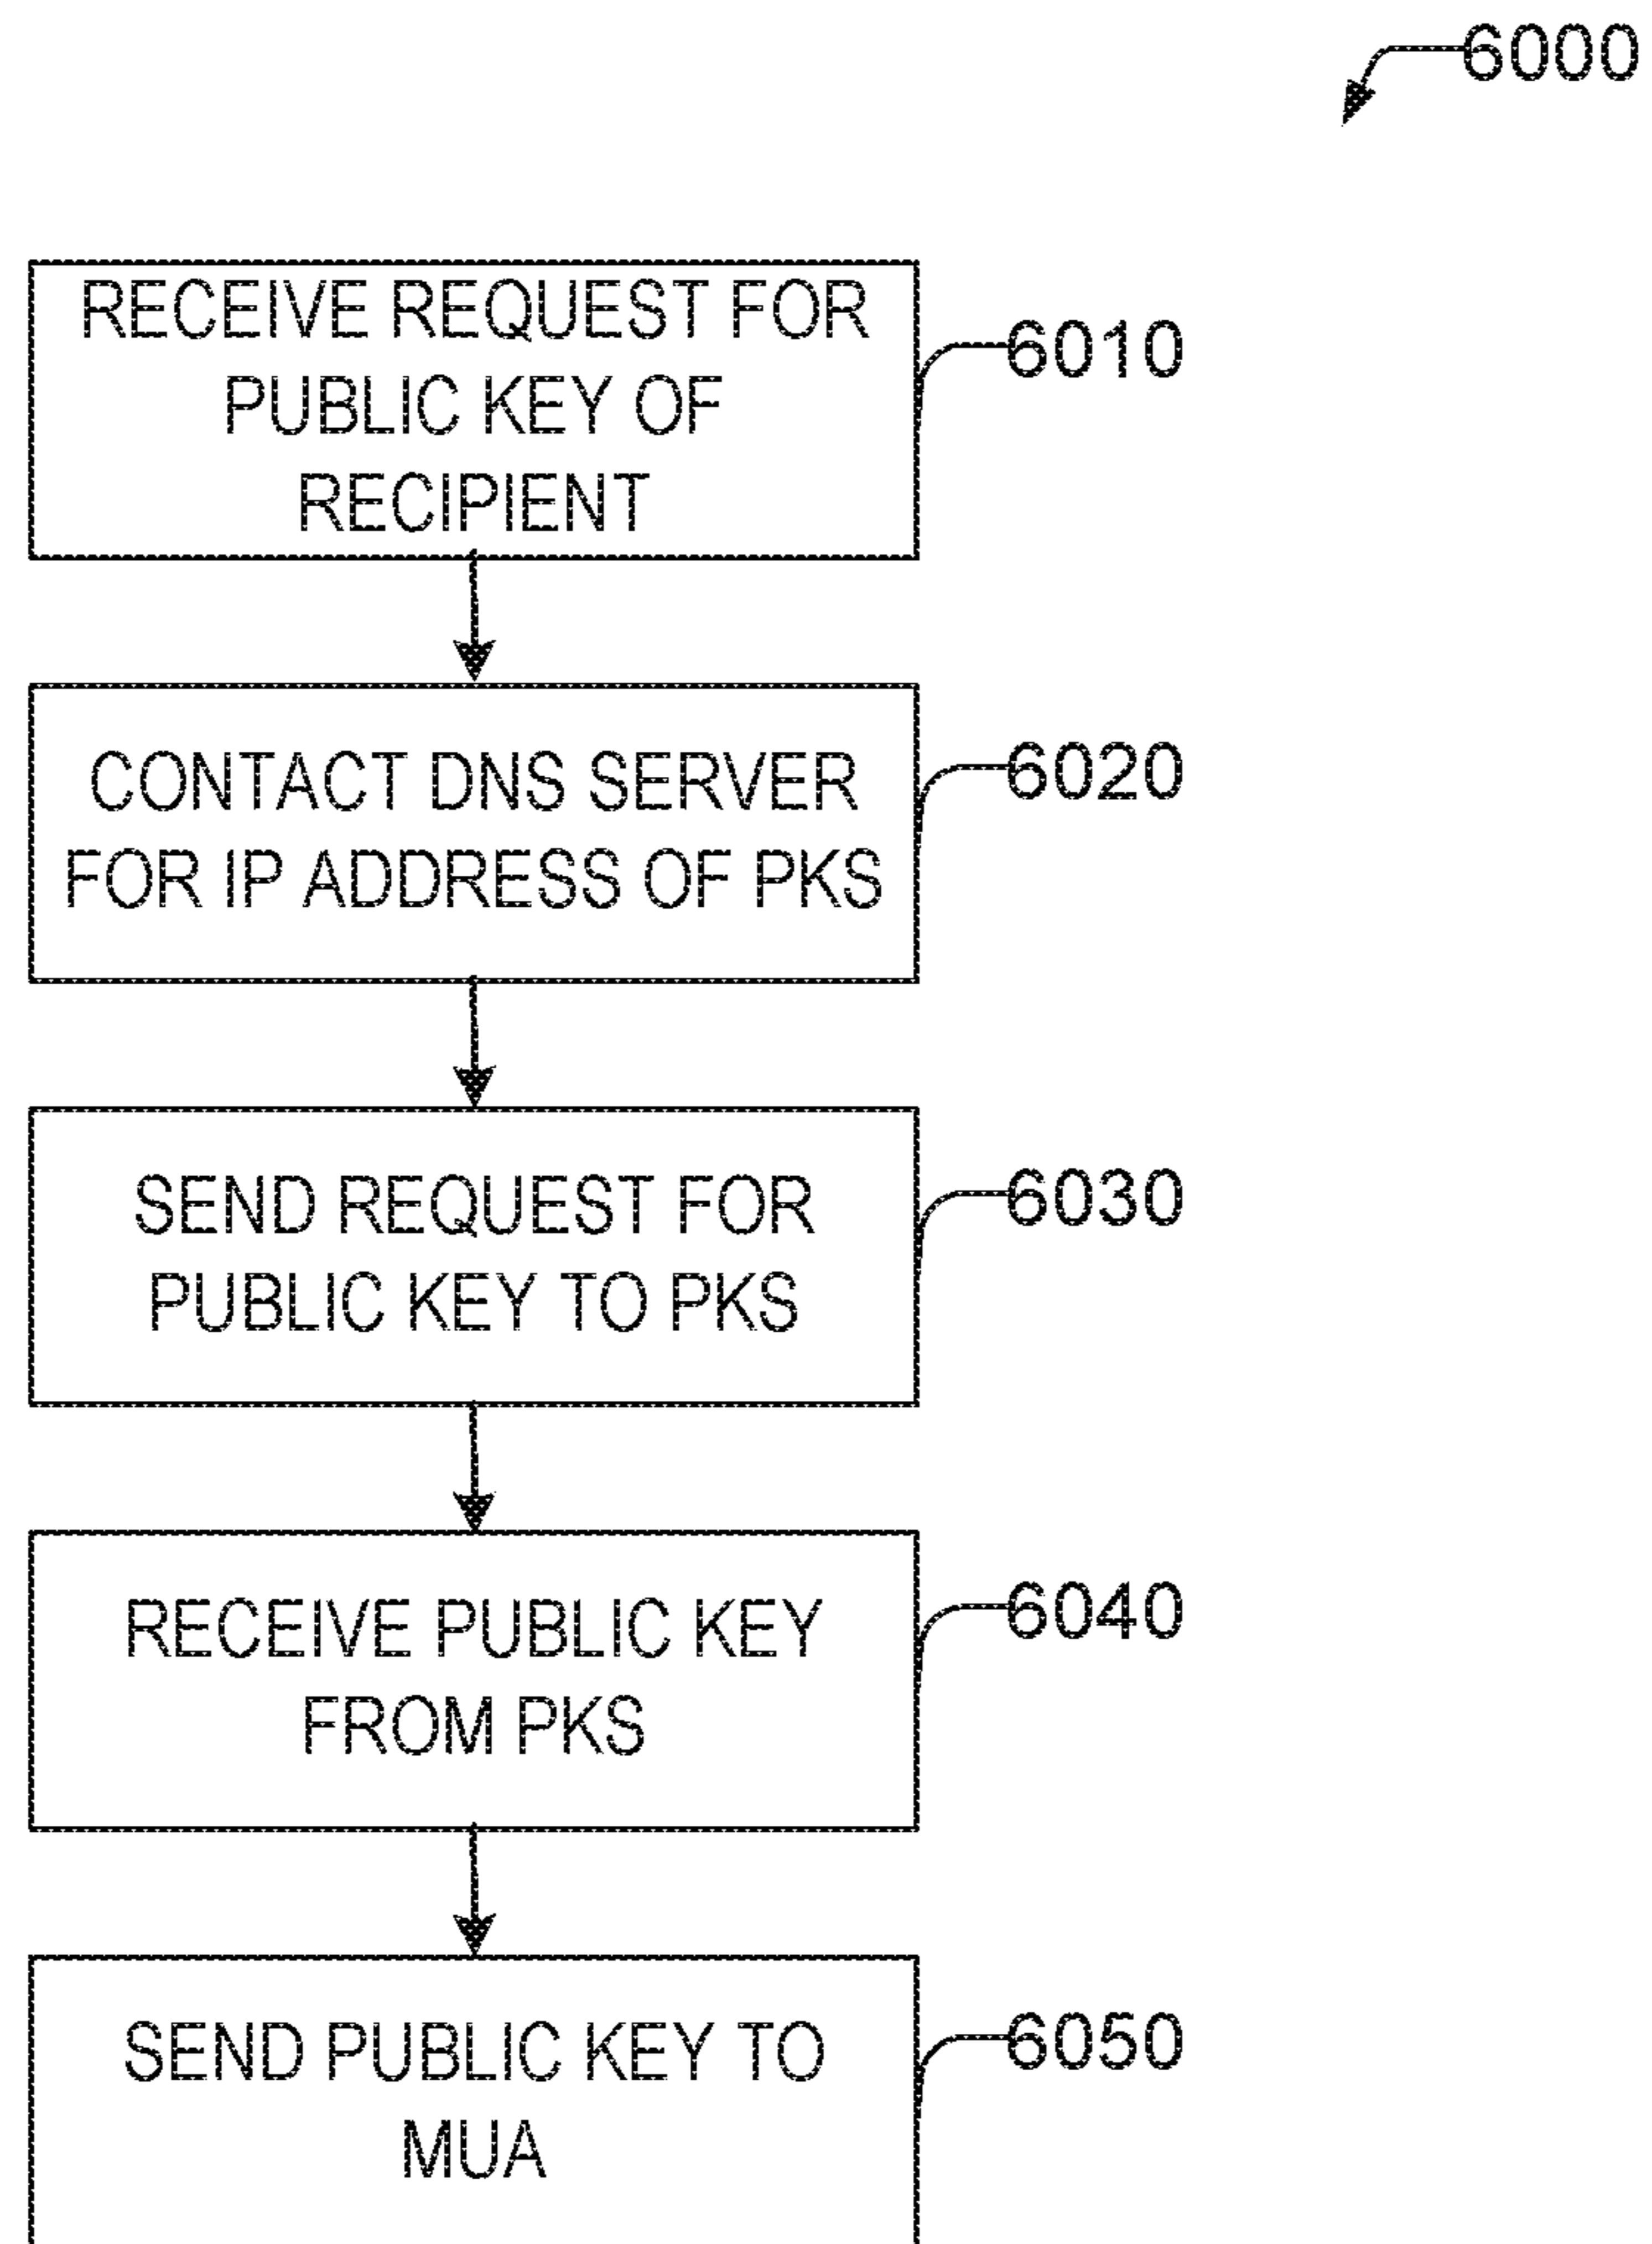 6000
RECEIVE REQUEST FOR
PUBLIC KEY OF
RECIPIENT
6010
CONTACT DNS SERVER
FOR IP ADDRESS OF PKS
6020
SEND REQUEST FOR
PUBLIC KEY TO PKS
6030
RECEIVE PUBLIC KEY
FROM PKS
6040
SEND PUBLIC KEY TO
MUA
6050